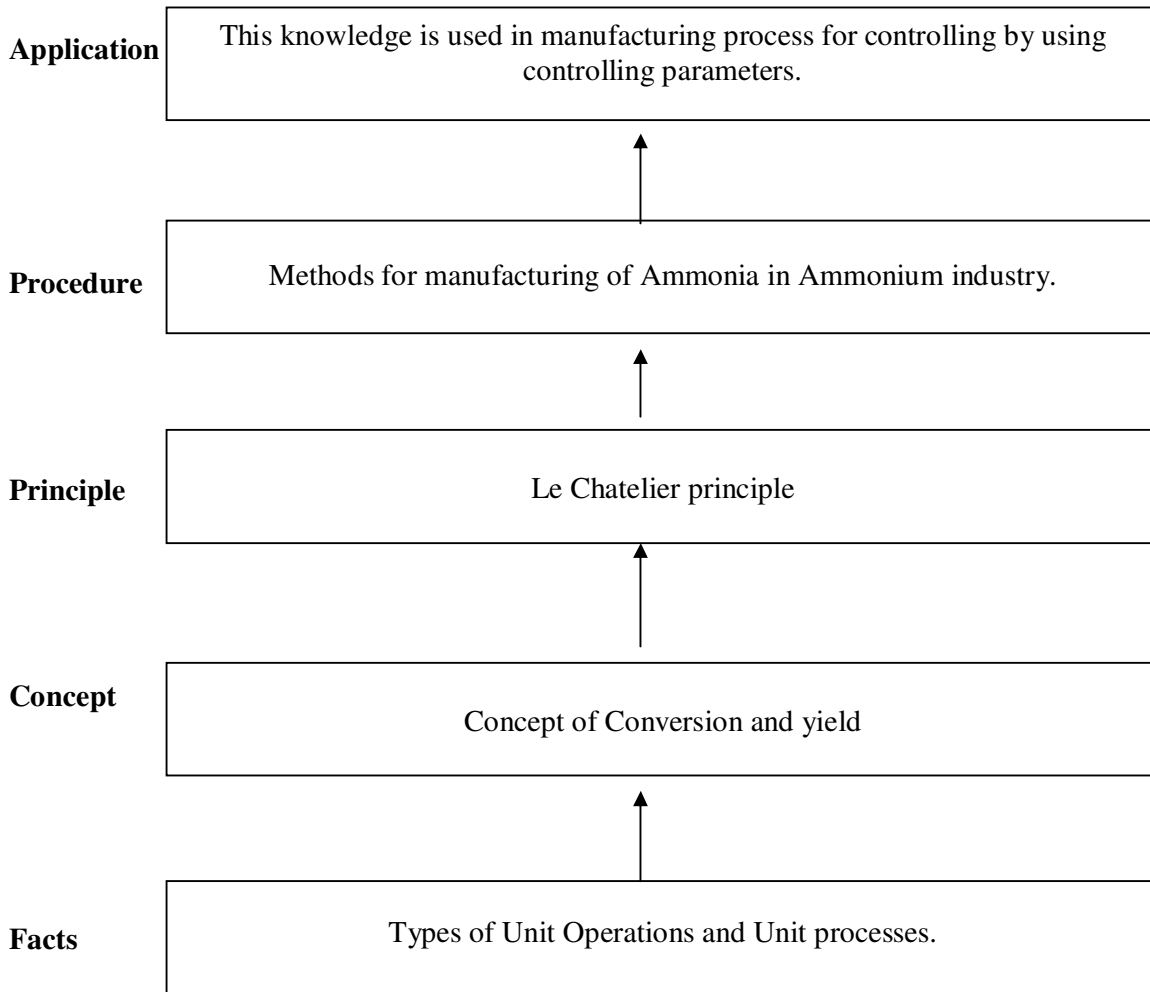 Application
This knowledge is used in manufacturing process for controlling by using
controlling parameters.
Procedure
Methods for manufacturing of Ammonia in Ammonium industry.
Principle
Le Chatelier principle
Concept
Concept of Conversion and yield
Facts
Types of Unit Operations and Unit processes.